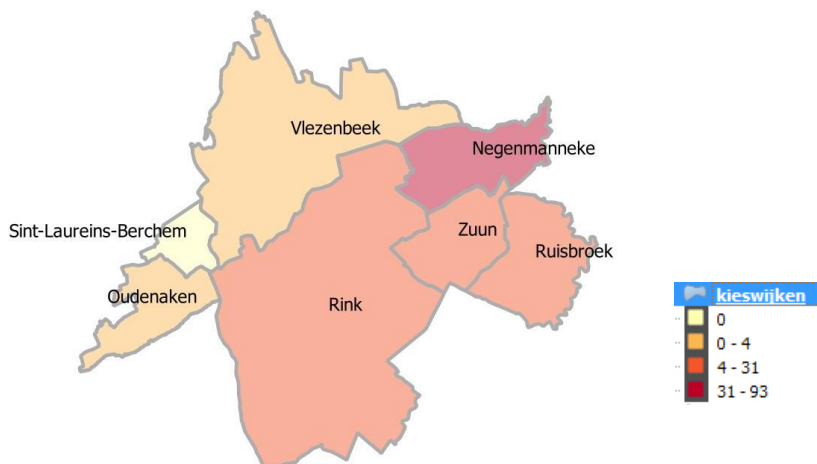 Vlezenbeek
Negenmanneke
Sint-Laureins-Berchem
Zuun
Ruisbroek
Oudenaken
Rink
kieswijken
0
0 - 4
4 - 31
31 - 93